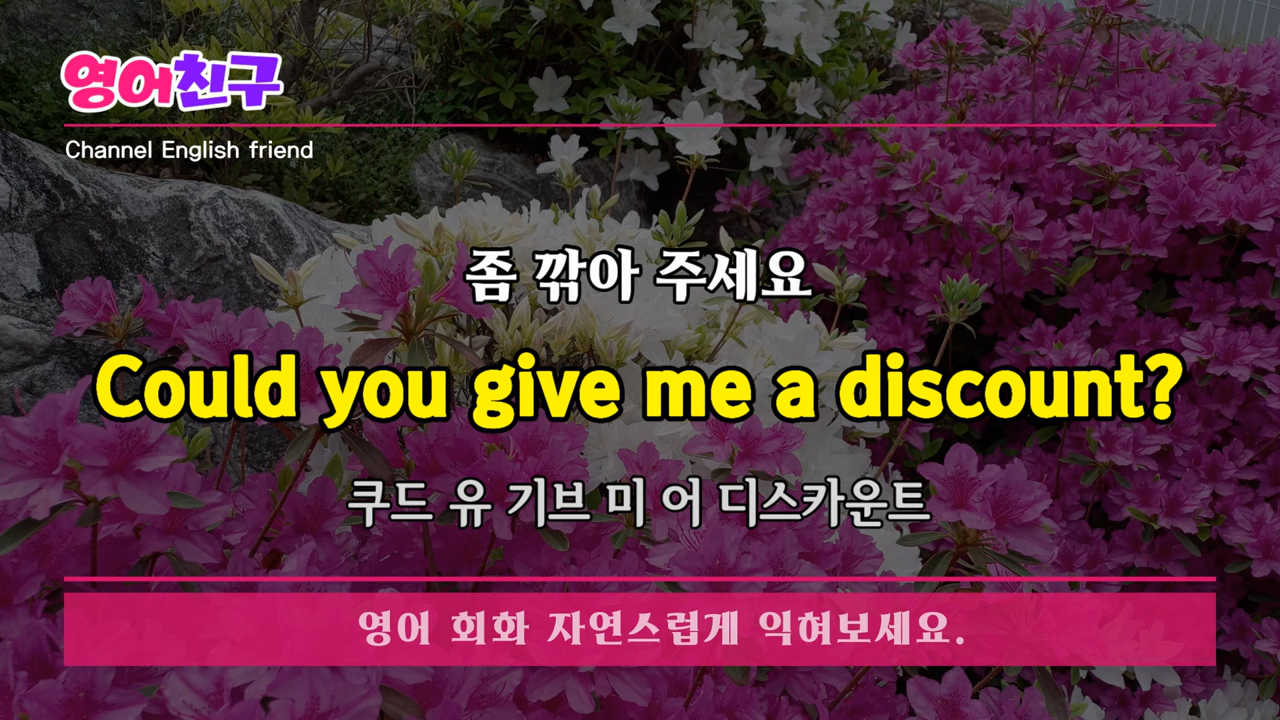 영어친구
Channel English friend
좀 깎아 주세요
Could you give me a discount?
쿠드 유 기브 미 어 디스카운트
영어 회화 자연스럽게 익혀보세요.